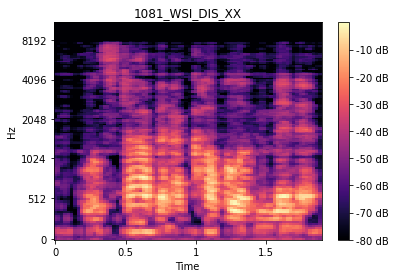 1081_WSI_DIS_XX
8192
4096
2048
1024
512
0
Hz
0
0.5
1
1.5
Time
-10 dB
-20 dB
-30 dB
-40 dB
-50 dB
-60 dB
-70 dB
-80 dB